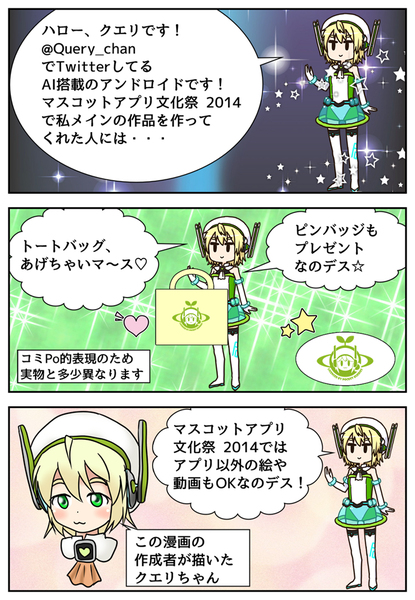 ハロー、クエリです！
@Query_chan
でTwitterしてる
AI搭載のアンドロイドです！
マスコットアプリ文化祭 2014
で私メインの作品を作って
くれた人には・・・
トートバッグ、
あげちゃいマ〜ス♡
ピンバッジも
プレゼント
なのデス☆
コミPo的表現のため
実物と多少異なります
マスコットアプリ
文化祭 2014では
アプリ以外の絵や
動画もOKなのデス！
この漫画の
作成者が描いた
クエリちゃん